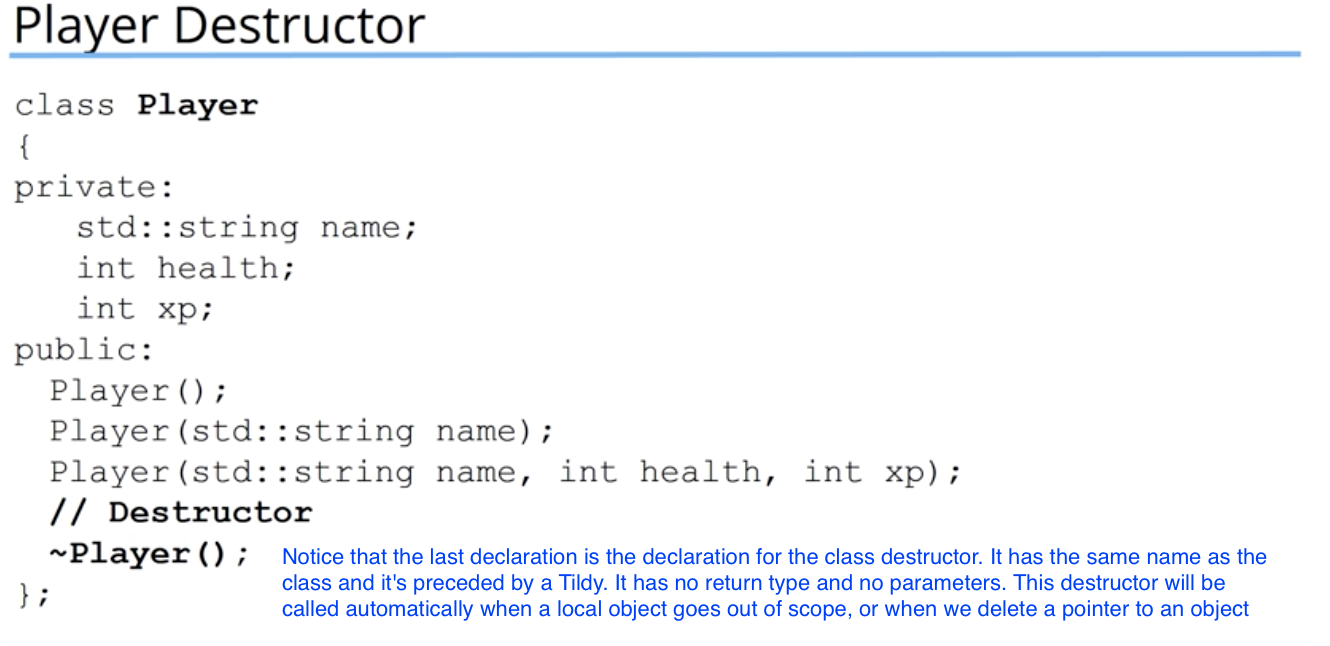 Player Destructor
class Player
{
private:
   std::string name;
   int health;
   int xp;
public:
  Player();
  Player(std::string name);
  Player(std::string name, int health, int xp);
  // Destructor
  ~Player();
Notice that the last declaration is the declaration for the class destructor. It has the same name as the
class and it's preceded by a Tildy. It has no return type and no parameters. This destructor will be
called automatically when a local object goes out of scope, or when we delete a pointer to an object
};